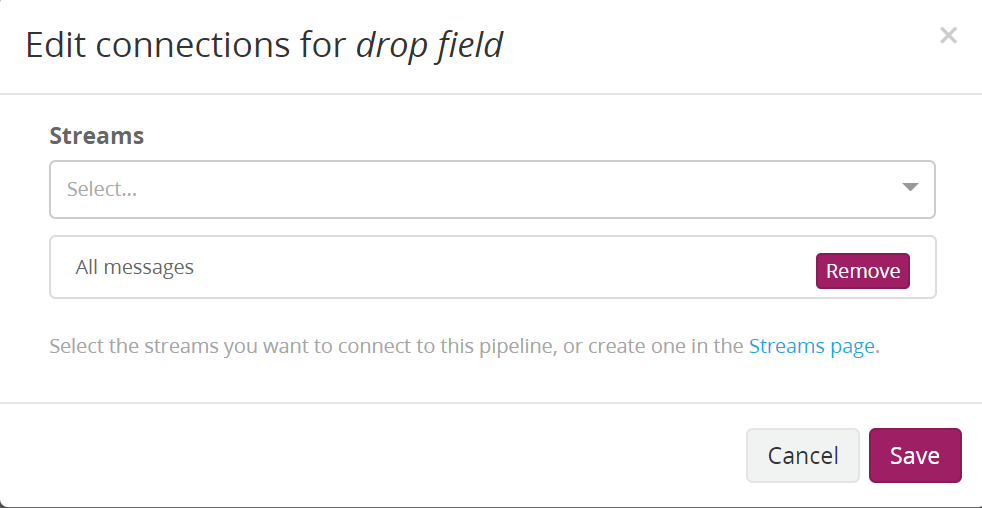 Edit connections for drop field
Streams
Select...
All messages
Remove
Select the streams you want to connect to this pipeline, or create one in the Streams page.
Cancel
Save